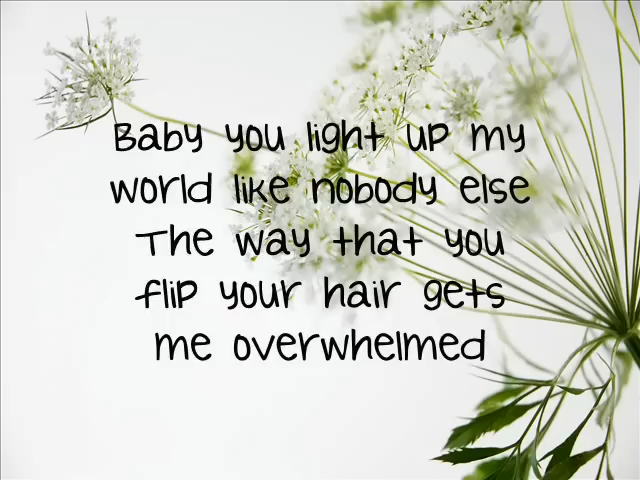 Baby you light up my
world like nobody else
The way that you
flip your hair gets
me overwhelmed